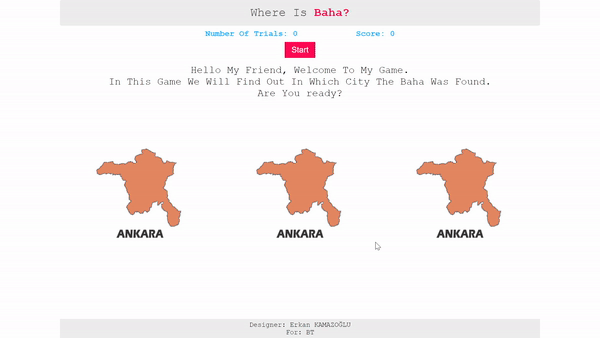 Where Is Baha?
Number Of Trials: 0 Score: 0
Start
Hello My Friend, Welcome To My Game.
In This Game We Will Find Out In Which City The Baha Was Found.
Are You ready?
ANKARA ANKARA ANKARA
Designer: Erkan KAMAZOĞLU
For: BT